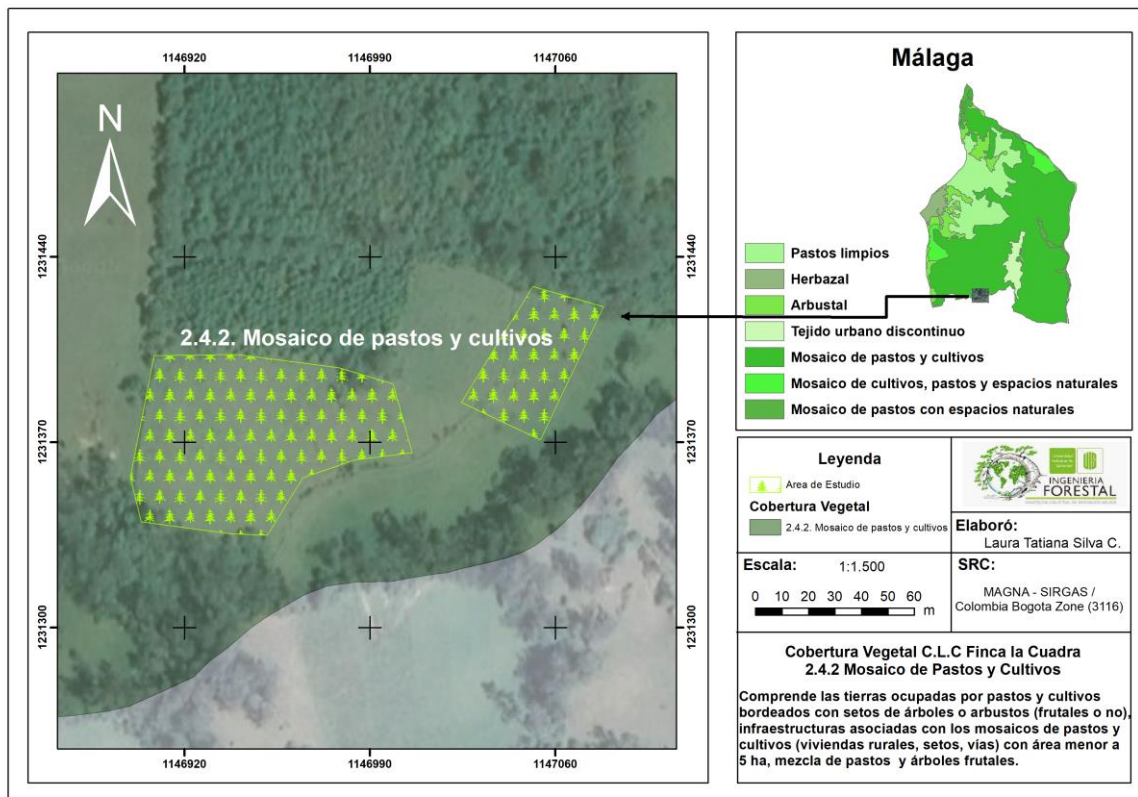 1146920
1146990
1147060
N
1231440
1231440
2.4.2. Mosaico de pastos y cultivos
1231370
1231370
1231300
1231300
1146920
1146990
1147060
Málaga
Pastos limpios
Herbazal
Arbustal
Tejido urbano discontinuo
Mosaico de pastos y cultivos
Mosaico de cultivos, pastos y espacios naturales
Mosaico de pastos con espacios naturales
Leyenda
Area de Estudio
Cobertura Vegetal
2.4.2. Mosaico de pastos y cultivos
INGENIERIA
FORESTAL
Elaboró:
Laura Tatiana Silva C.
Escala: 1:1.500
0 10 20 30 40 50 60
m
SRC:
MAGNA - SIRGAS /
Colombia Bogota Zone (3116)
Cobertura Vegetal C.L.C Finca la Cuadra
2.4.2 Mosaico de Pastos y Cultivos
Comprende las tierras ocupadas por pastos y cultivos
bordeados con setos de árboles o arbustos (frutales o no),
infraestructuras asociadas con los mosaicos de pastos y
cultivos (viviendas rurales, setos, vías) con área menor a
5 ha, mezcla de pastos y árboles frutales.